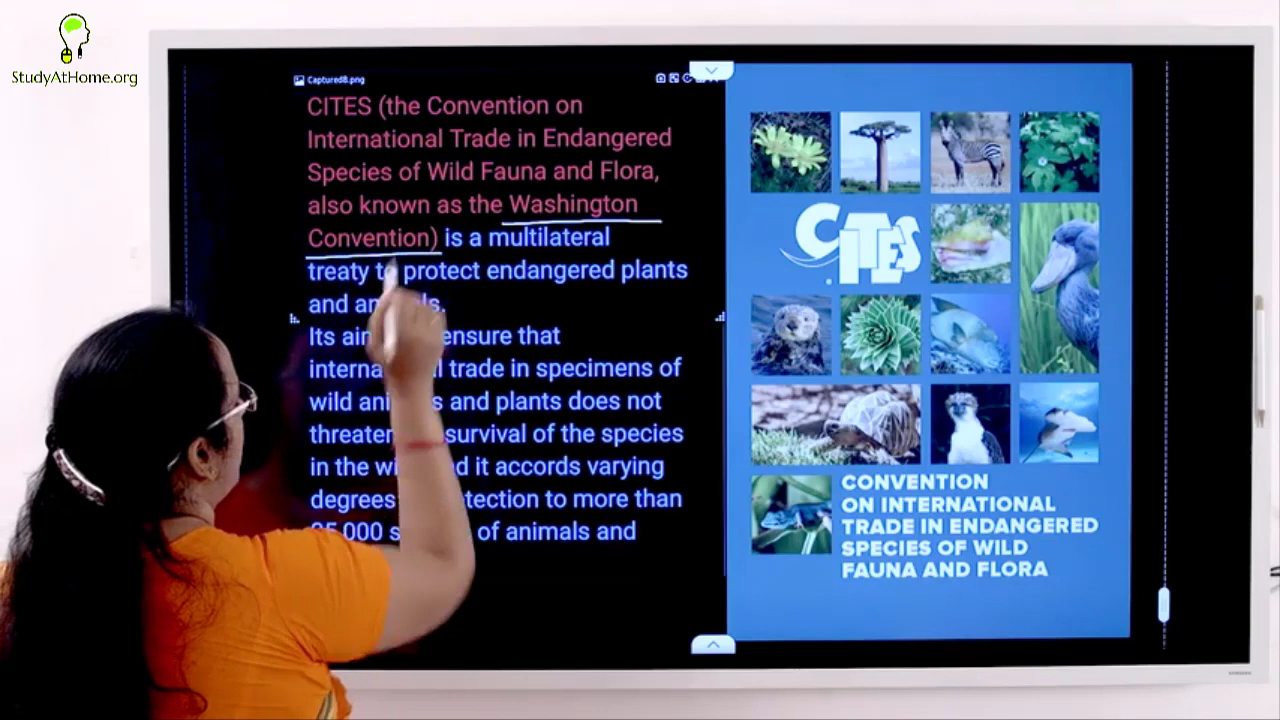 StudyAtHome.org
Captured8.png
CITES (the Convention on
International Trade in Endangered
Species of Wild Fauna and Flora,
also known as the Washington
Convention) is a multilateral
treaty to protect endangered plants
and
Its ensure that
trade in specimens of
wild and plants does not
survival of the species
in the it accords varying
degrees to more than
of animals and
CITES
CONVENTION
ON INTERNATIONAL
TRADE IN ENDANGERED
SPECIES OF WILD
FAUNA AND FLORA